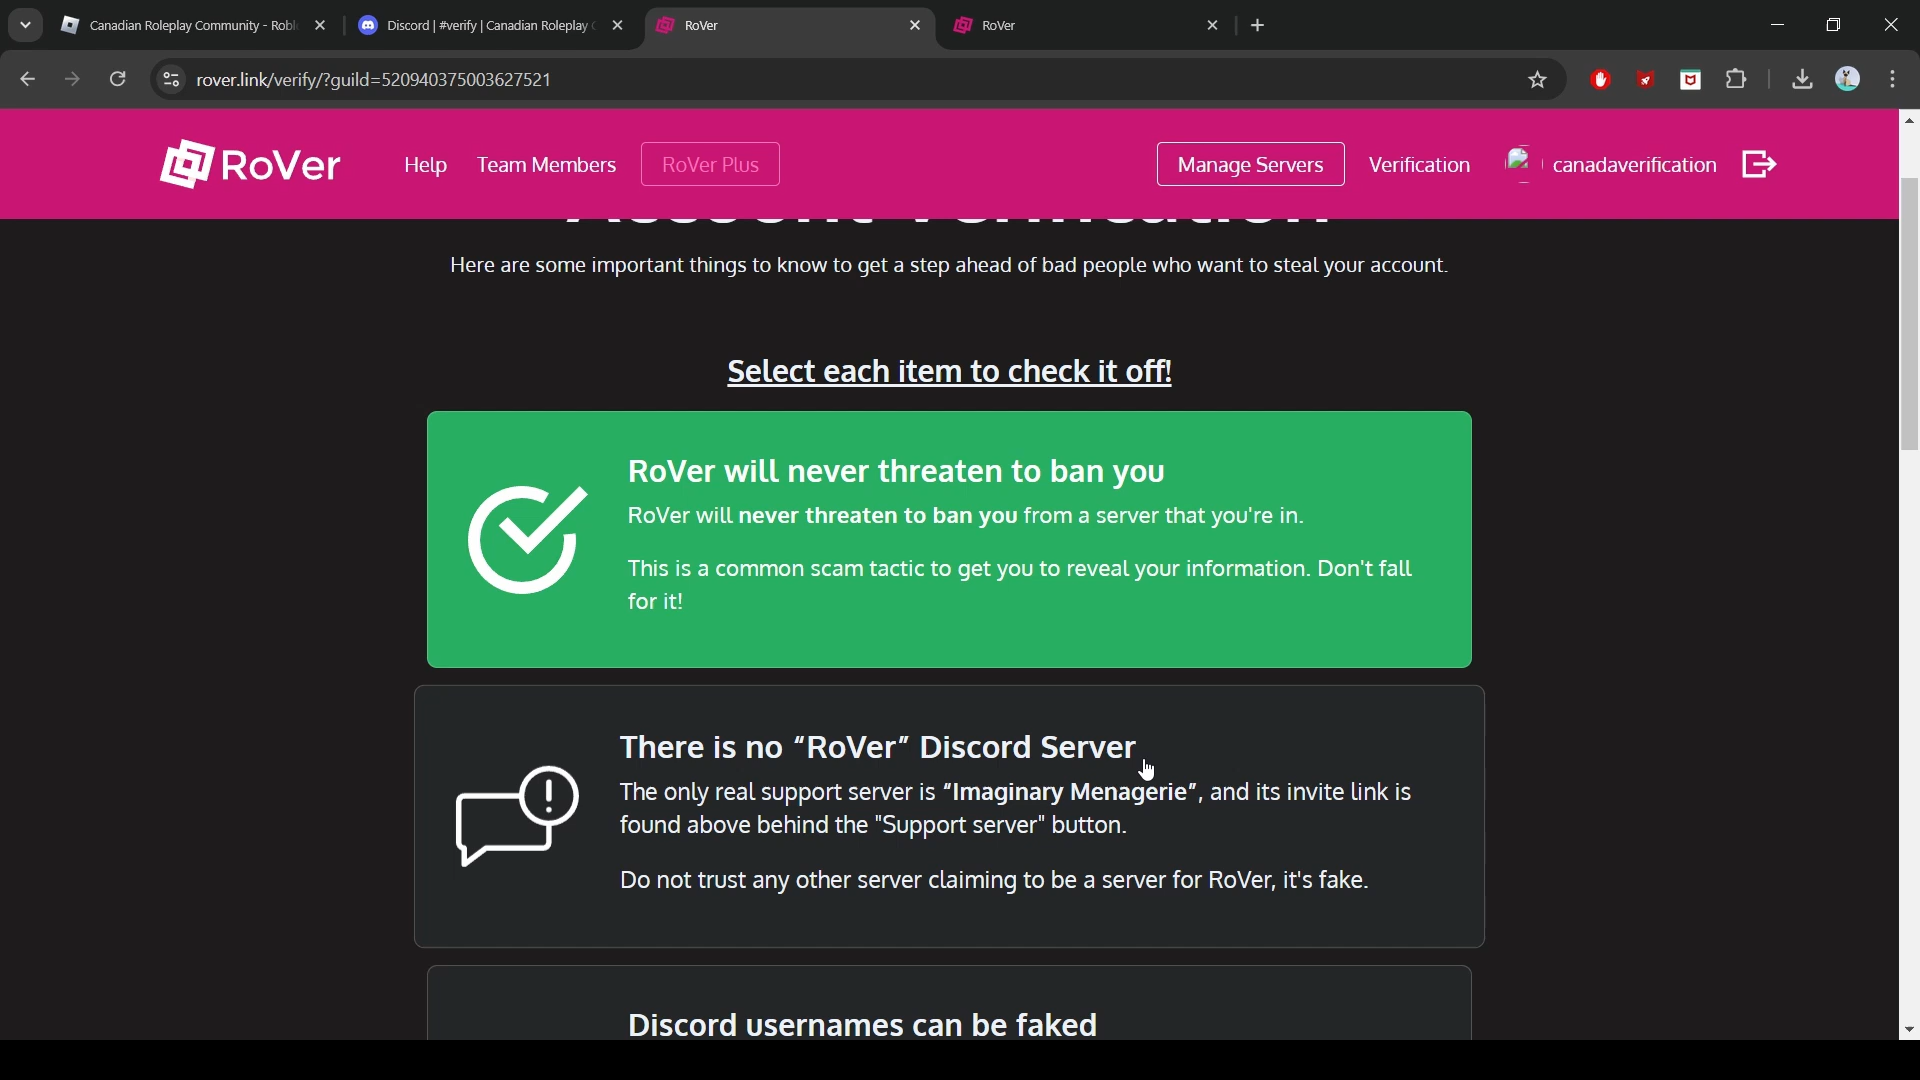 Canadian Roleplay Community - Robl
Discord | #verify | Canadian Roleplay C
RoVer
RoVer
rover.link/verify/?guild=520940375003627521
RoVer
Help
Team Members
RoVer Plus
Manage Servers
Verification
canadaverification
Account Verification
Here are some important things to know to get a step ahead of bad people who want to steal your account.
Select each item to check it off!
RoVer will never threaten to ban you
RoVer will never threaten to ban you from a server that you're in.
This is a common scam tactic to get you to reveal your information. Don't fall
for it!
There is no “RoVer” Discord Server
The only real support server is “Imaginary Menagerie”, and its invite link is
found above behind the "Support server" button.
Do not trust any other server claiming to be a server for RoVer, it's fake.
Discord usernames can be faked